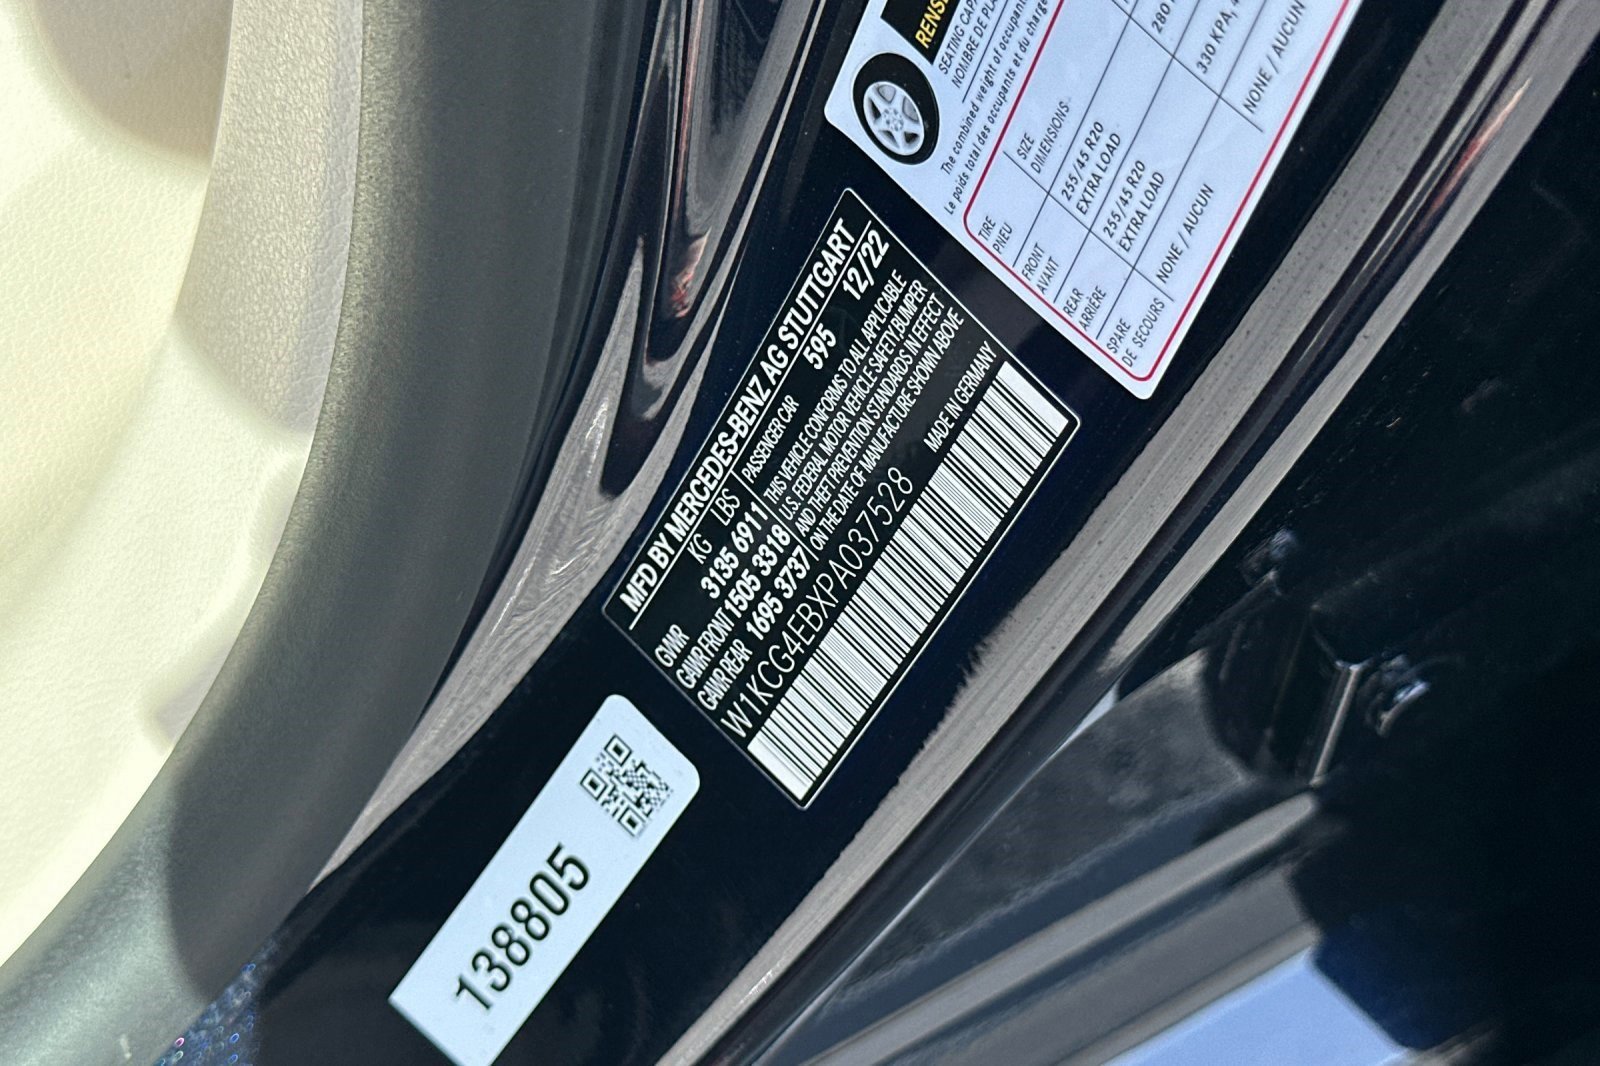 RENS
SEATING CAP
NOMBRE DE PLA
The combined weight of occupan
Le poids total des occupants et du charge
TIRE
PNEU
SIZE
DIMENSIONS
FRONT
AVANT
255/45 R20
EXTRA LOAD
280
REAR
ARRIÈRE
255/45 R20
EXTRA LOAD
330 KPA,
SPARE
DE SECOURS
NONE / AUCUN
NONE / AUCUN
MFD BY MERCEDES-BENZ AG STUTTGART
KG LBS PASSENGER CAR 595 12/22
GVWR 3135 6911
GAWR FRONT 1505 3318
GAWR REAR 1695 3737
THIS VEHICLE CONFORMS TO ALL APPLICABLE
U.S. FEDERAL MOTOR VEHICLE SAFETY, BUMPER
AND THEFT PREVENTION STANDARDS IN EFFECT
ON THE DATE OF MANUFACTURE SHOWN ABOVE
W1KCG4EBXPA037528 MADE IN GERMANY
138805